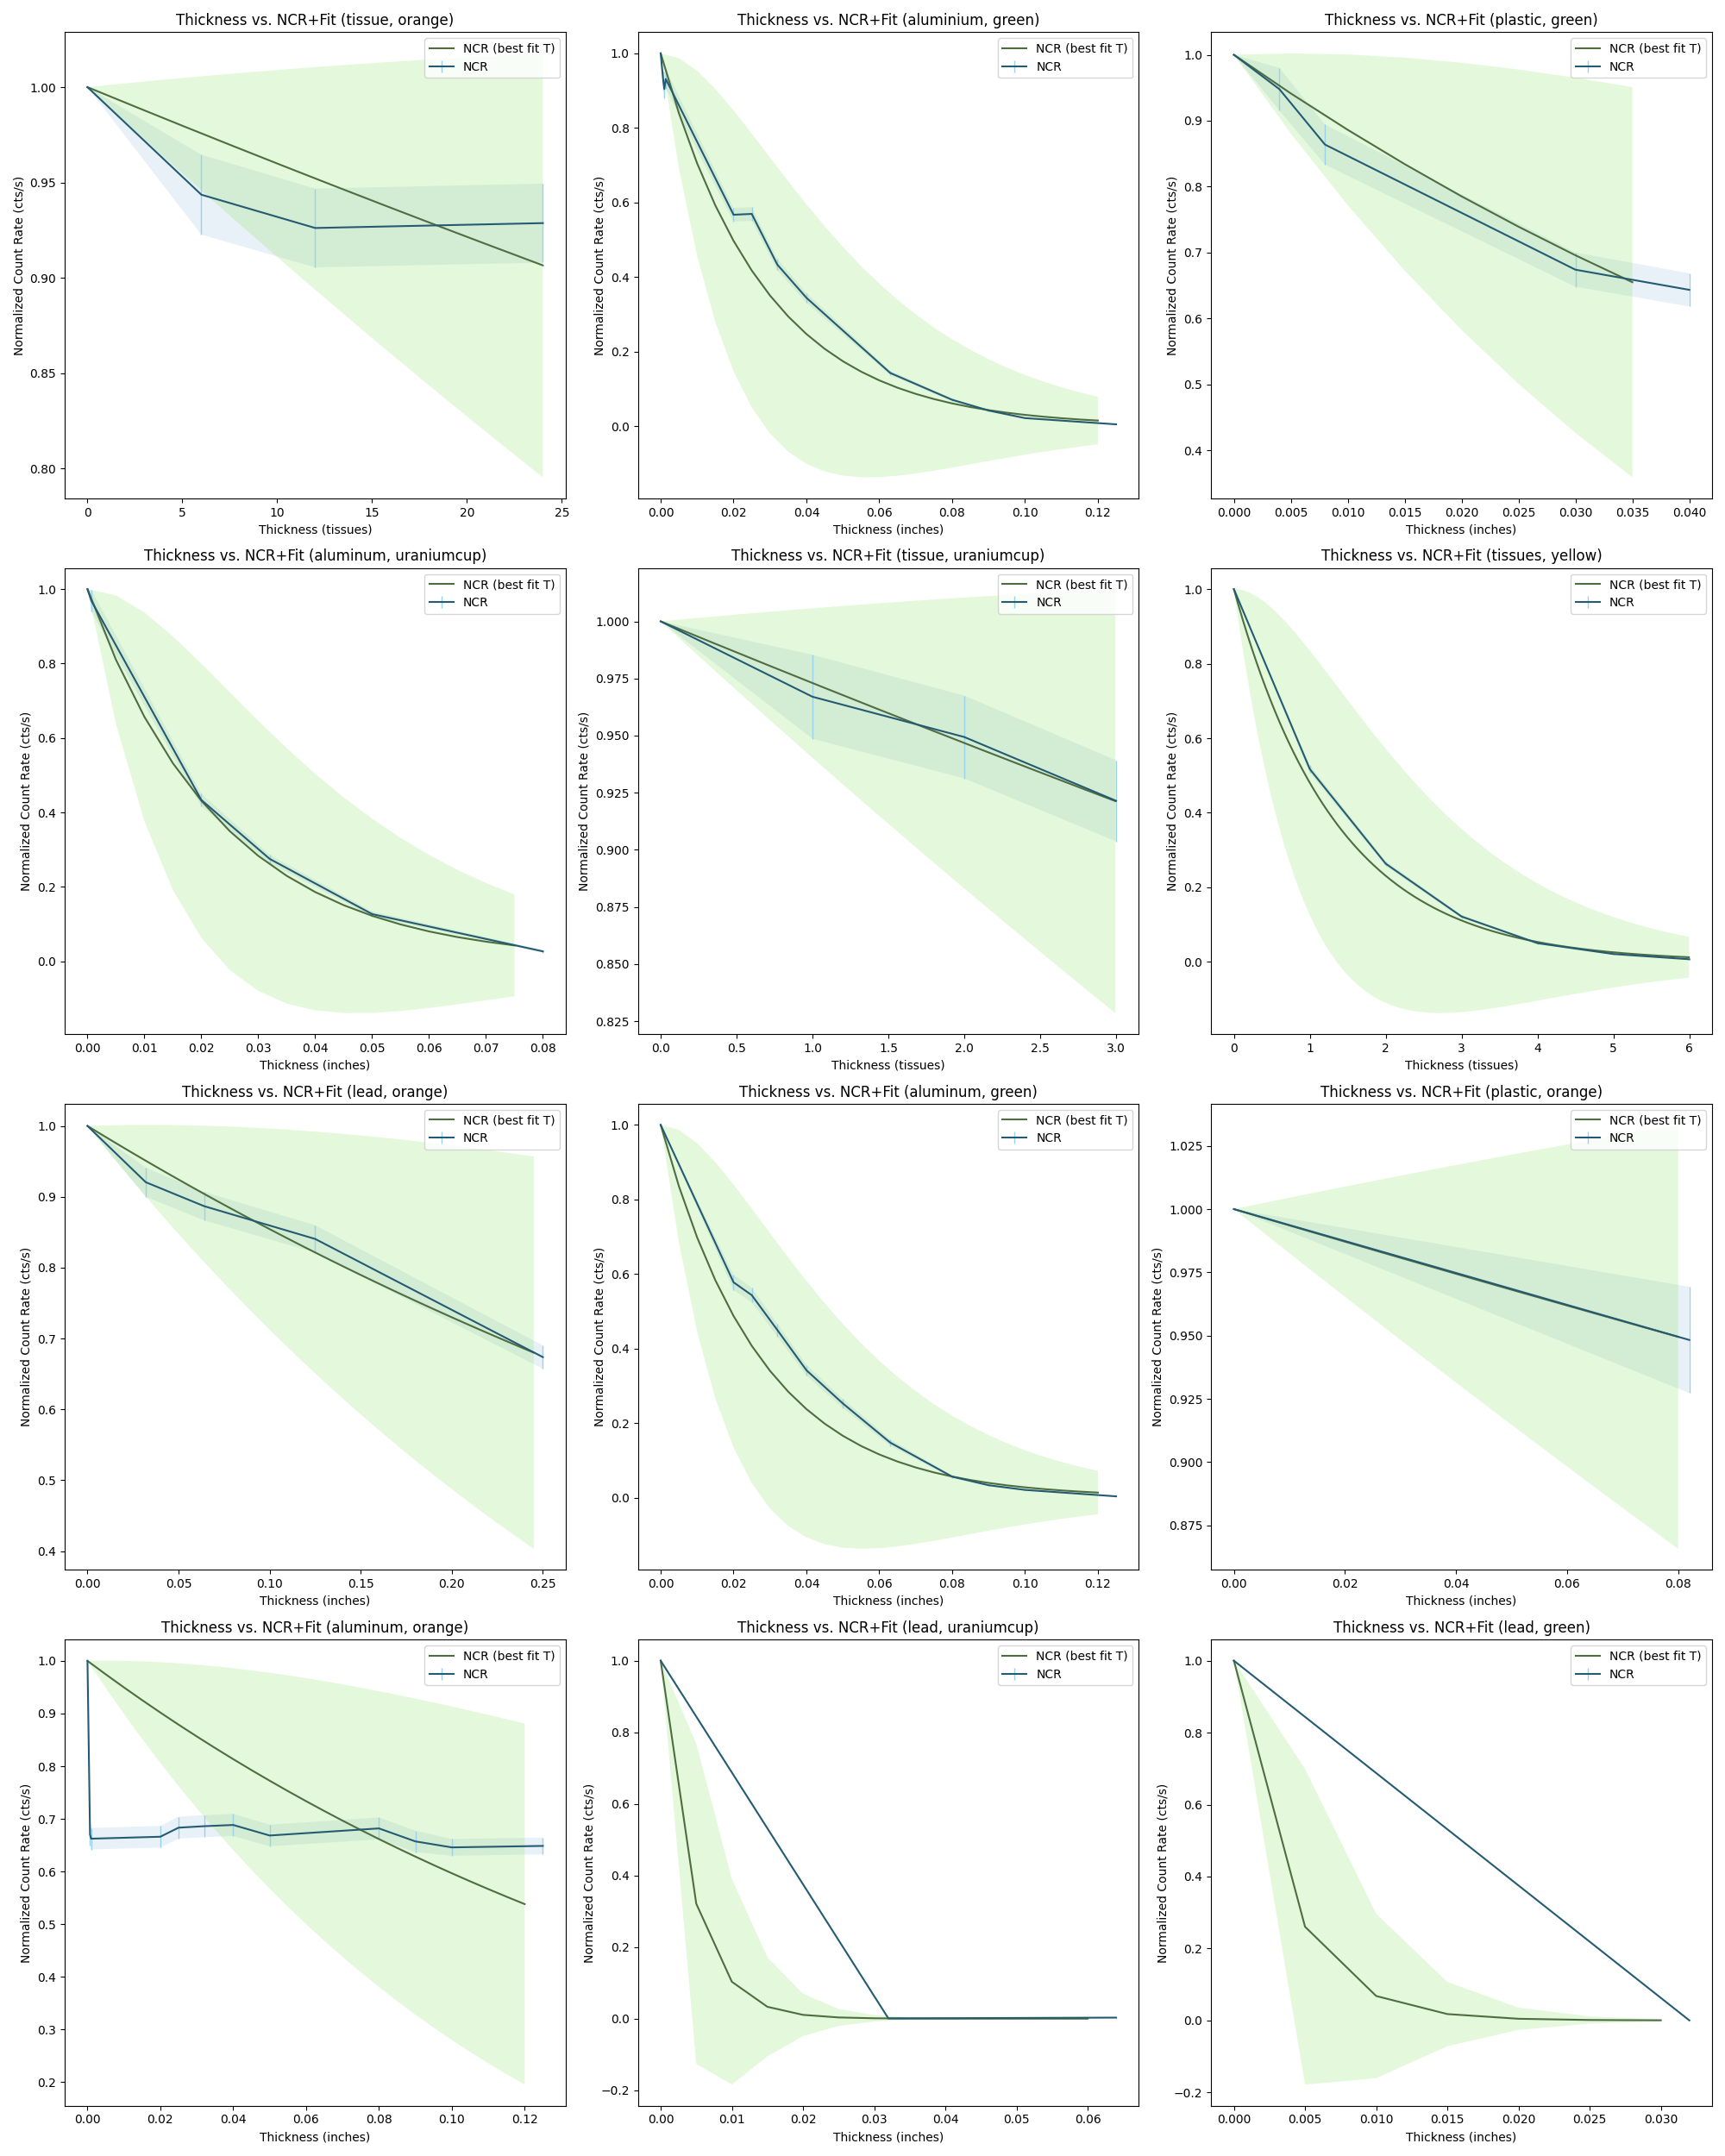 Thickness vs. NCR+Fit (tissue, orange)
NCR (best fit T)
NCR
Normalized Count Rate (cts/s)
1.00
0.95
0.90
0.85
0.80
0 5 10 15 20 25
Thickness (tissues)
Thickness vs. NCR+Fit (aluminium, green)
NCR (best fit T)
NCR
Normalized Count Rate (cts/s)
1.0
0.8
0.6
0.4
0.2
0.0
0.00 0.02 0.04 0.06 0.08 0.10 0.12
Thickness (inches)
Thickness vs. NCR+Fit (plastic, green)
NCR (best fit T)
NCR
Normalized Count Rate (cts/s)
1.0
0.9
0.8
0.7
0.6
0.5
0.4
0.000 0.005 0.010 0.015 0.020 0.025 0.030 0.035 0.040
Thickness (inches)
Thickness vs. NCR+Fit (aluminum, uraniumcup)
NCR (best fit T)
NCR
Normalized Count Rate (cts/s)
1.0
0.8
0.6
0.4
0.2
0.0
0.00 0.01 0.02 0.03 0.04 0.05 0.06 0.07 0.08
Thickness (inches)
Thickness vs. NCR+Fit (tissue, uraniumcup)
NCR (best fit T)
NCR
Normalized Count Rate (cts/s)
1.000
0.975
0.950
0.925
0.900
0.875
0.850
0.825
0.0 0.5 1.0 1.5 2.0 2.5 3.0
Thickness (tissues)
Thickness vs. NCR+Fit (tissues, yellow)
NCR (best fit T)
NCR
Normalized Count Rate (cts/s)
1.0
0.8
0.6
0.4
0.2
0.0
0 1 2 3 4 5 6
Thickness (tissues)
Thickness vs. NCR+Fit (lead, orange)
NCR (best fit T)
NCR
Normalized Count Rate (cts/s)
1.0
0.9
0.8
0.7
0.6
0.5
0.4
0.00 0.05 0.10 0.15 0.20 0.25
Thickness (inches)
Thickness vs. NCR+Fit (aluminum, green)
NCR (best fit T)
NCR
Normalized Count Rate (cts/s)
1.0
0.8
0.6
0.4
0.2
0.0
0.00 0.02 0.04 0.06 0.08 0.10 0.12
Thickness (inches)
Thickness vs. NCR+Fit (plastic, orange)
NCR (best fit T)
NCR
Normalized Count Rate (cts/s)
1.025
1.000
0.975
0.950
0.925
0.900
0.875
0.00 0.02 0.04 0.06 0.08
Thickness (inches)
Thickness vs. NCR+Fit (aluminum, orange)
NCR (best fit T)
NCR
Normalized Count Rate (cts/s)
1.0
0.9
0.8
0.7
0.6
0.5
0.4
0.3
0.2
0.00 0.02 0.04 0.06 0.08 0.10 0.12
Thickness (inches)
Thickness vs. NCR+Fit (lead, uraniumcup)
NCR (best fit T)
NCR
Normalized Count Rate (cts/s)
1.0
0.8
0.6
0.4
0.2
0.0
−0.2
0.00 0.01 0.02 0.03 0.04 0.05 0.06
Thickness (inches)
Thickness vs. NCR+Fit (lead, green)
NCR (best fit T)
NCR
Normalized Count Rate (cts/s)
1.0
0.8
0.6
0.4
0.2
0.0
−0.2
0.000 0.005 0.010 0.015 0.020 0.025 0.030
Thickness (inches)